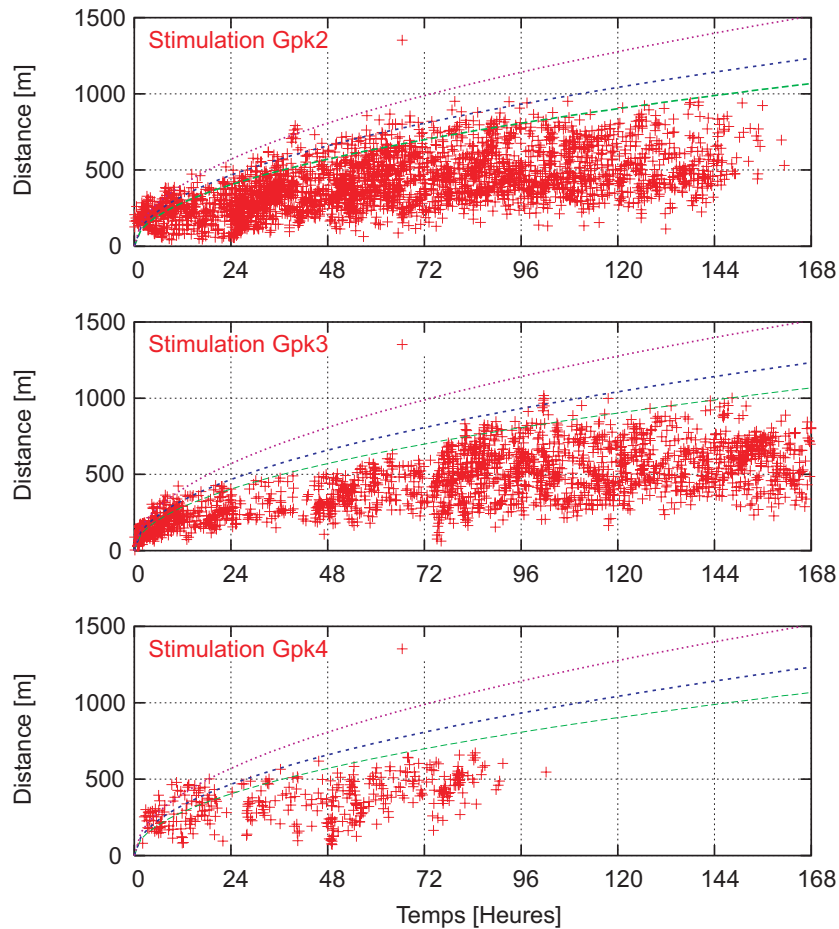 Stimulation Gpk2
Distance [m]
1500
1000
500
0
0 24 48 72 96 120 144 168
Stimulation Gpk3
Distance [m]
1500
1000
500
0
0 24 48 72 96 120 144 168
Stimulation Gpk4
Distance [m]
1500
1000
500
0
0 24 48 72 96 120 144 168
Temps [Heures]